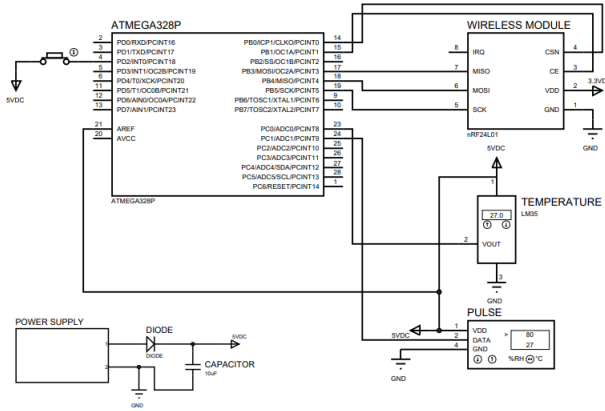 ATMEGA328P
2 PD0/RXD/PCINT16
3 PD1/TXD/PCINT17
4 PD2/INT0/PCINT18
5 PD3/INT1/OC2B/PCINT19
6 PD4/T0/XCK/PCINT20
11 PD5/T1/OC0B/PCINT21
12 PD6/AIN0/OC0A/PCINT22
13 PD7/AIN1/PCINT23
21 AREF
20 AVCC
PB0/ICP1/CLKO/PCINT0 14
PB1/OC1A/PCINT1 15
PB2/SS/OC1B/PCINT2 16
PB3/MOSI/OC2A/PCINT3 17
PB4/MISO/PCINT4 18
PB5/SCK/PCINT5 19
PB6/TOSC1/XTAL1/PCINT6 9
PB7/TOSC2/XTAL2/PCINT7 10
PC0/ADC0/PCINT8 23
PC1/ADC1/PCINT9 24
PC2/ADC2/PCINT10 25
PC3/ADC3/PCINT11 26
PC4/ADC4/SDA/PCINT12 27
PC5/ADC5/SCL/PCINT13 28
PC6/RESET/PCINT14 1
ATMEGA328P
5VDC
WIRELESS MODULE
8 IRQ
7 MISO
6 MOSI
5 SCK
CSN 4
CE 3
VDD 2
GND 1
3.3VD
nRF24L01
GND
5VDC
1
TEMPERATURE
LM35
27.0
2 VOUT
3
GND
PULSE
5VDC
1 VDD
2 DATA
4 GND
> 80
27
%RH °C
GND
POWER SUPPLY
1
2
DIODE
DIODE
5VDC
CAPACITOR
10uF
GND